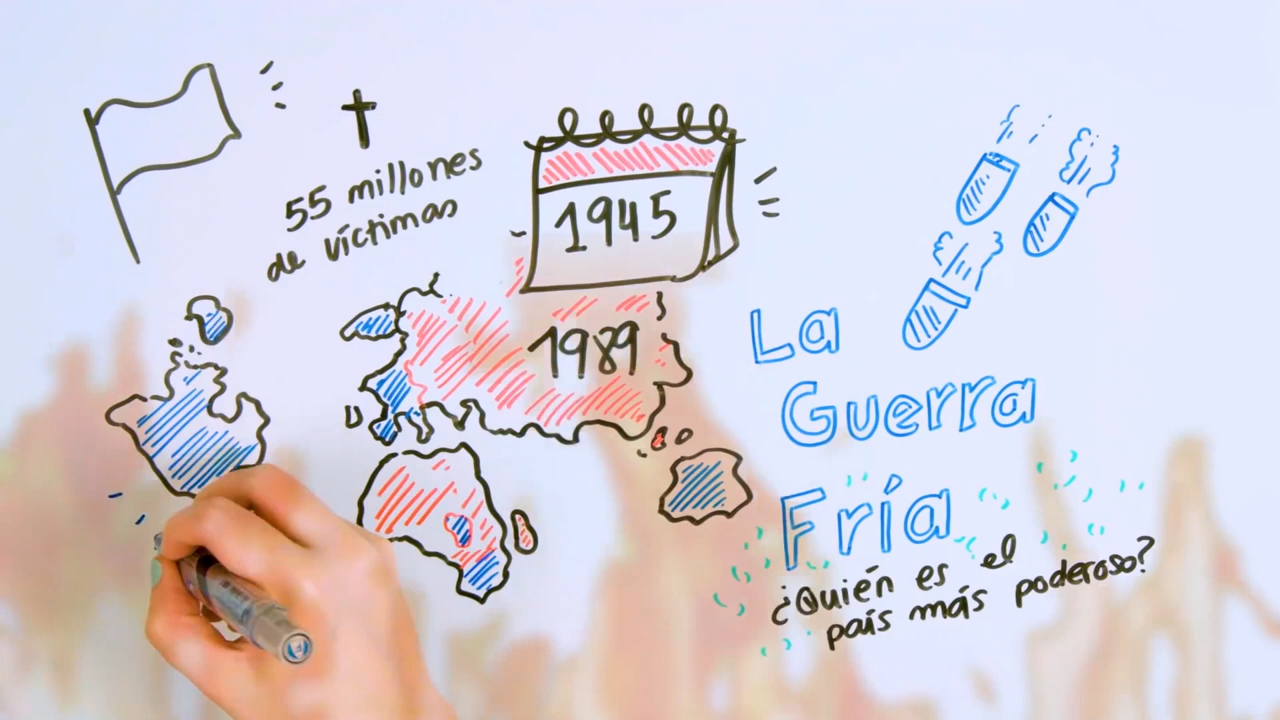 55 millones
de víctimas
1945
1989
La
Guerra
Fría
¿Quién es el
país más poderoso?